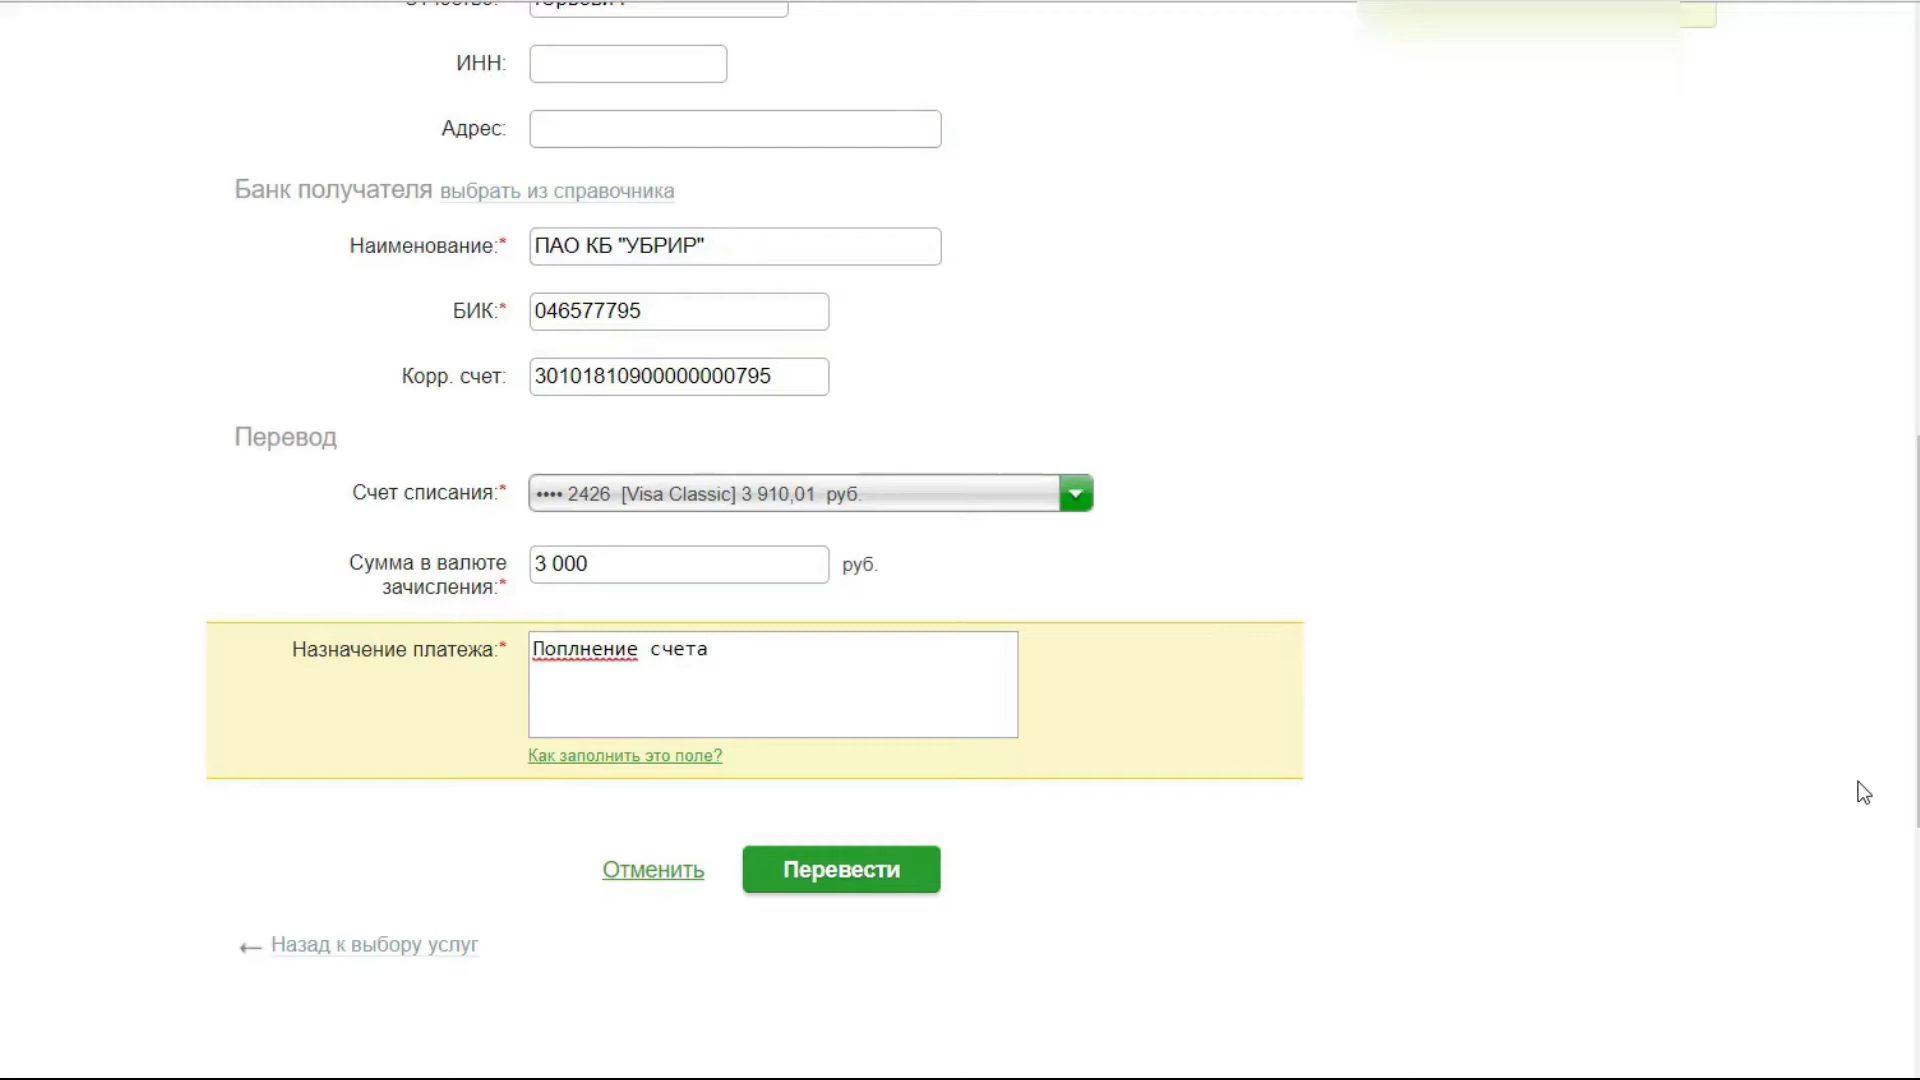 ИНН:
Адрес:
Банк получателя выбрать из справочника
Наименование:* ПАО КБ "УБРИР"
БИК:* 046577795
Корр. счет: 30101810900000000795
Перевод
Счет списания:* •••• 2426 [Visa Classic] 3 910,01 руб.
Сумма в валюте
зачисления:* 3 000 руб.
Назначение платежа:* Поплнение счета
Как заполнить это поле?
Отменить Перевести
← Назад к выбору услуг